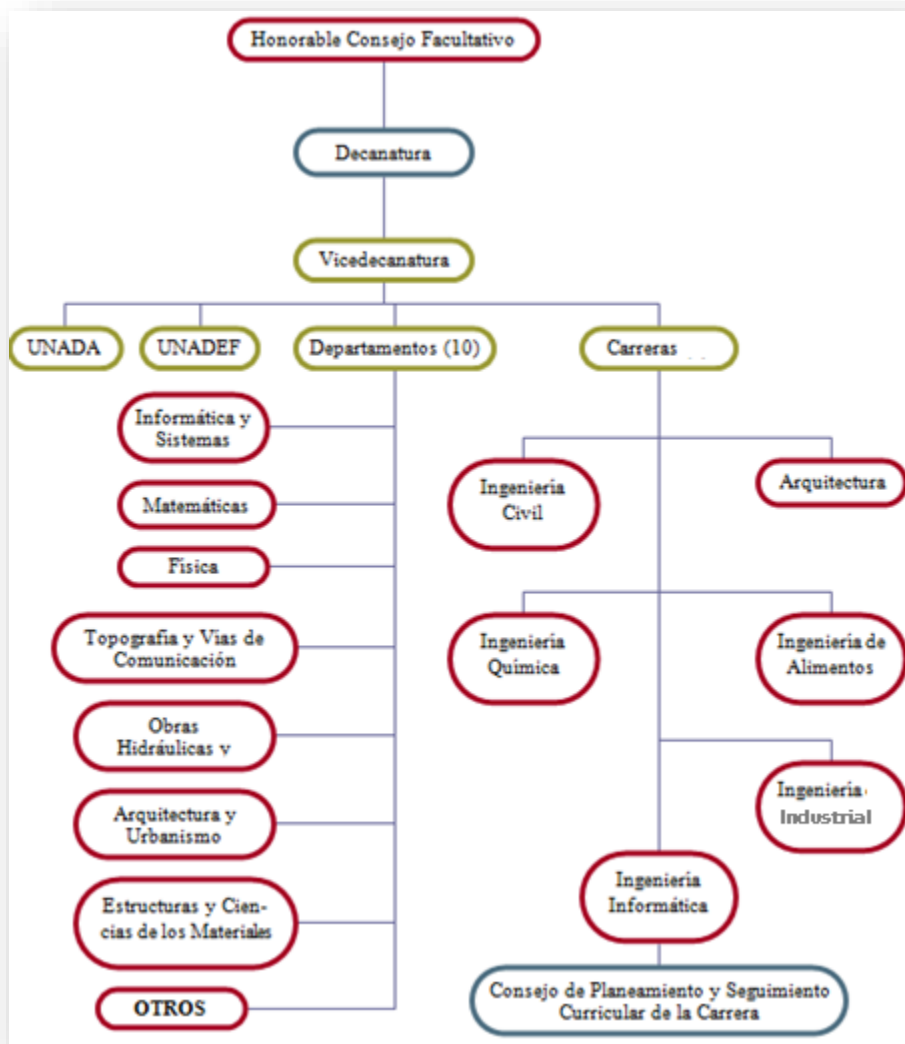 Honorable Consejo Facultativo
Decanatura
Vicedecanatura
UNADA
UNADEF
Departamentos (10)
Carreras
Informática y
Sistemas
Matemáticas
Física
Topografia y Vias de
Comunicación
Obras
Hidráulicas y
Arquitectura y
Urbanismo
Estructuras y Cien-
cias de los Materiales
OTROS
Ingeniería
Civil
Arquitectura
Ingeniería
Química
Ingeniería de
Alimentos
Ingeniería
Industrial
Ingeniería
Informática
Consejo de Planeamiento y Seguimiento
Curricular de la Carrera